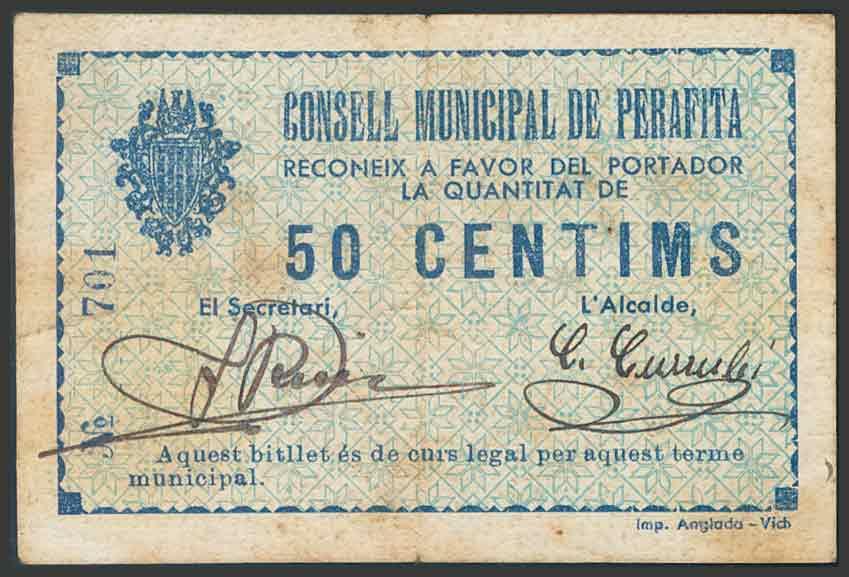 CONSELL MUNICIPAL DE PERAFITA
RECONEIX A FAVOR DEL PORTADOR
LA QUANTITAT DE
50 CENTIMS
El Secretari,
L'Alcalde,
Nº 701
Aquest bitllet és de curs legal per aquest terme
municipal.
Imp. Anglada - Vich